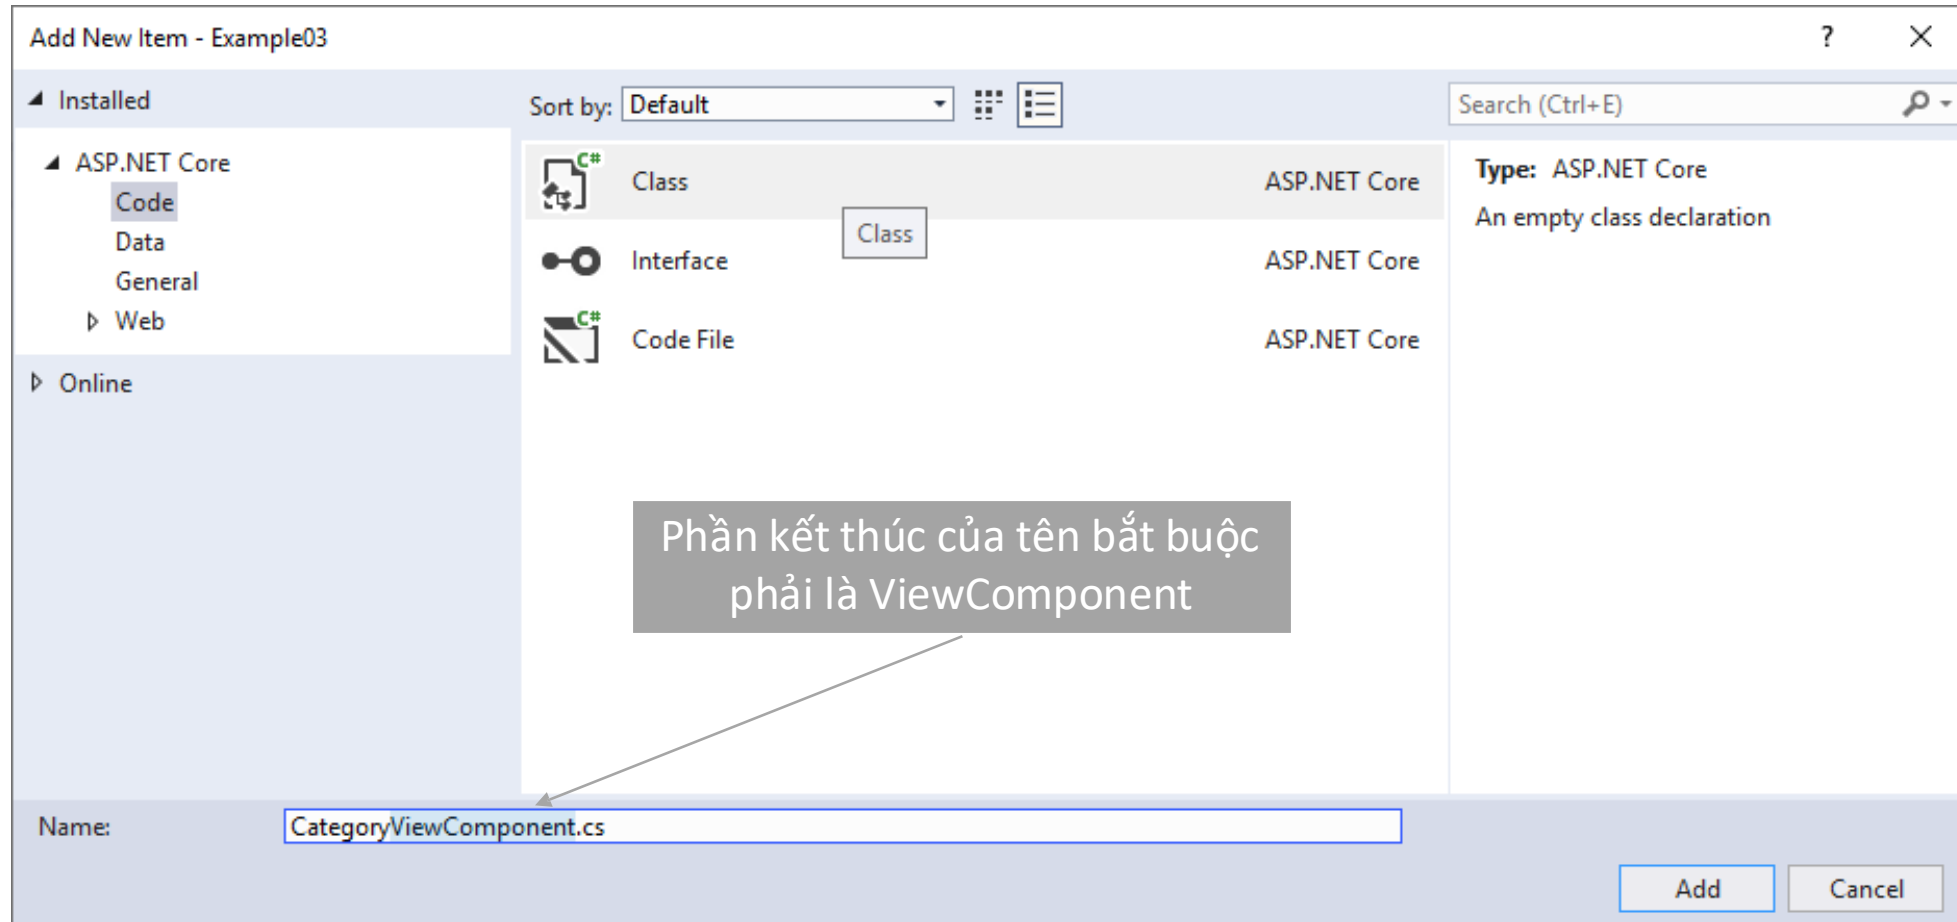 Add New Item - Example03
?
Installed
Sort by: Default
Search (Ctrl+E)
ASP.NET Core
Code
Data
General
Web
Online
C#
Class
ASP.NET Core
Class
Interface
ASP.NET Core
C#
Code File
ASP.NET Core
Type: ASP.NET Core
An empty class declaration
Phần kết thúc của tên bắt buộc
phải là ViewComponent
Name:
CategoryViewComponent.cs
Add
Cancel